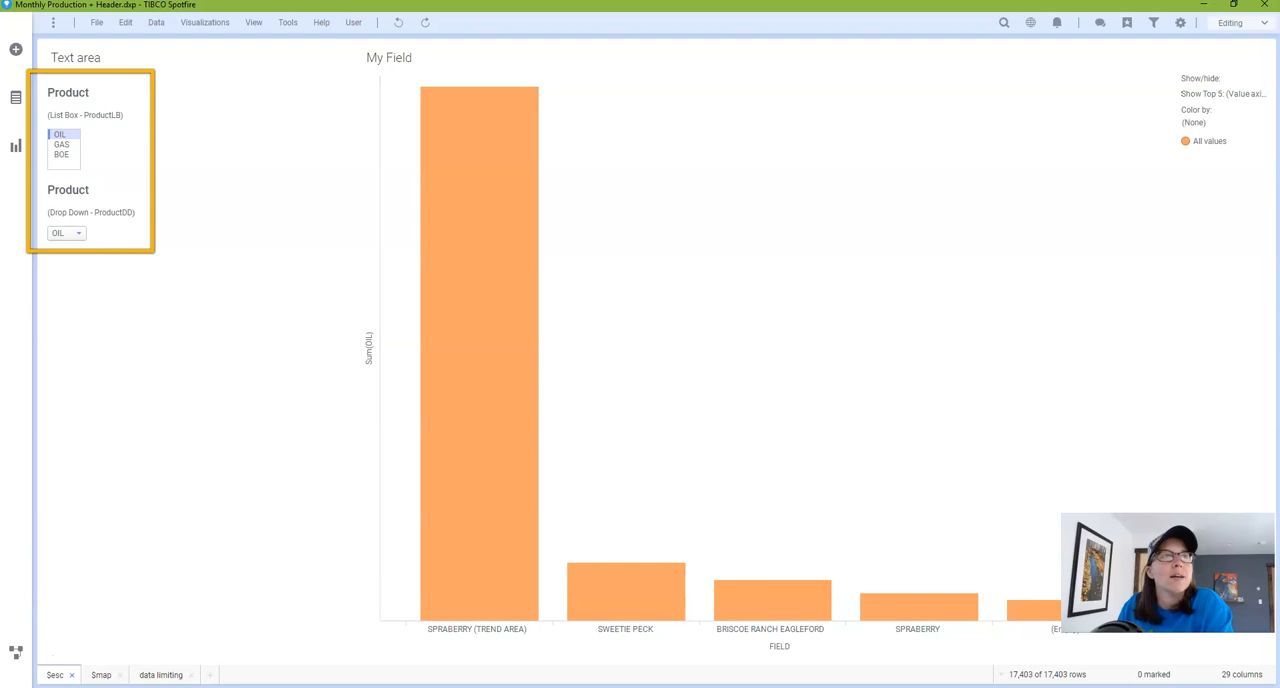 Monthly Production + Header.dxp - TIBCO Spotfire
File Edit Data Visualizations View Tools Help User
Editing
Text area
Product
(List Box - ProductLB)
OIL
GAS
BOE
Product
(Drop Down - ProductDD)
OIL
My Field
Sum(OIL)
SPRABERRY (TREND AREA) SWEETIE PECK BRISCOE RANCH EAGLEFORD SPRABERRY
FIELD
Show/hide:
Show Top 5: (Value axi...
Color by:
(None)
All values
$esc $map data limiting
17,403 of 17,403 rows 0 marked 29 columns